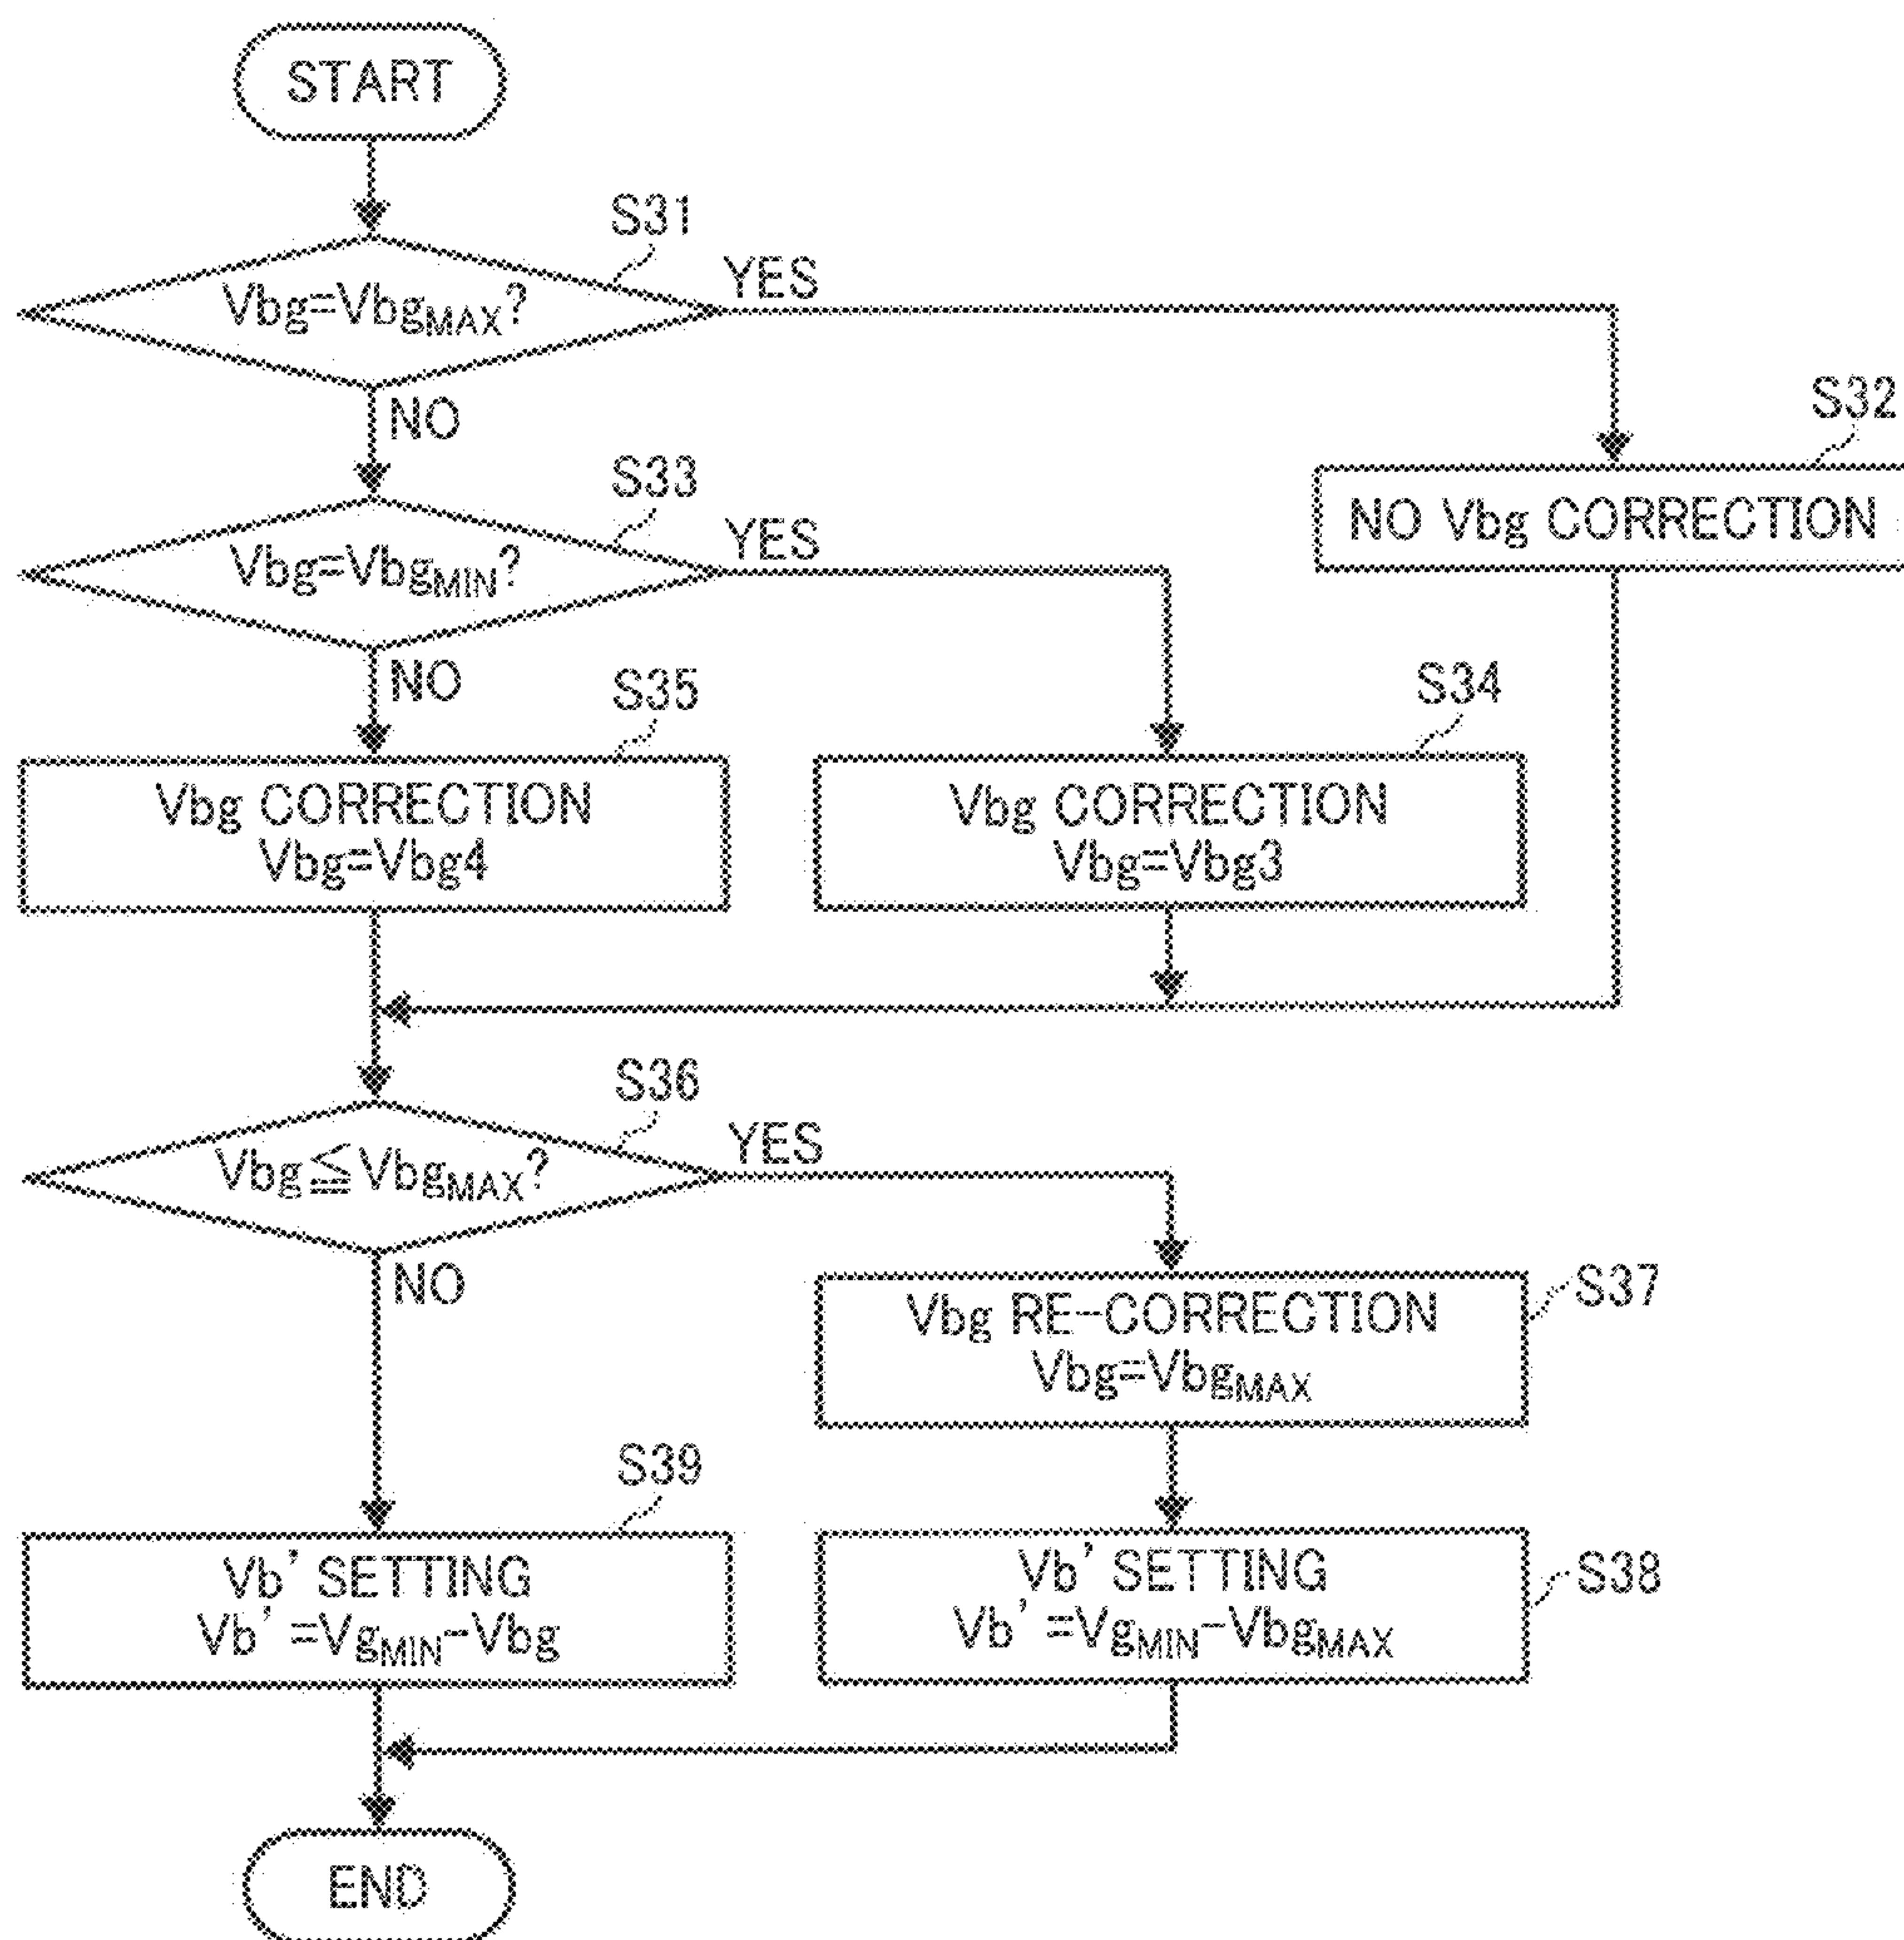 START
S31
Vbg=VbgMAX?
YES
NO
S32
NO Vbg CORRECTION
S33
Vbg=VbgMIN?
YES
NO
S35
Vbg CORRECTION
Vbg=Vbg4
S34
Vbg CORRECTION
Vbg=Vbg3
S36
Vbg≦VbgMAX?
YES
NO
Vbg RE-CORRECTION
Vbg=VbgMAX
S37
S39
Vb' SETTING
Vb'=VgMIN-Vbg
Vb' SETTING
Vb'=VgMIN-VbgMAX
S38
END